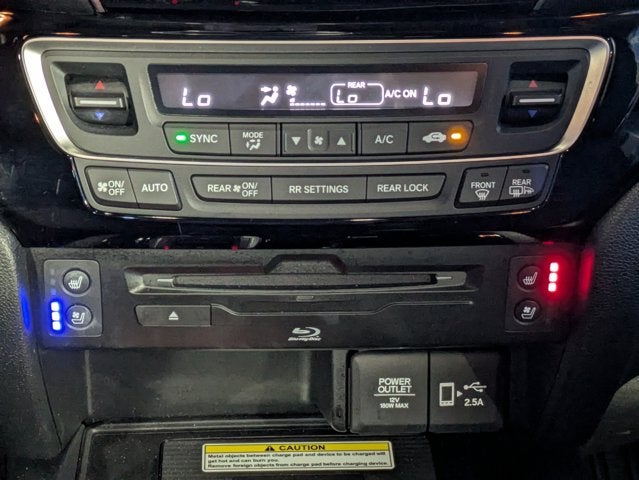 Lo REAR Lo A/C ON Lo
SYNC MODE A/C
ON/OFF AUTO REAR ON/OFF RR SETTINGS REAR LOCK FRONT REAR
Blu-ray Disc
POWER
OUTLET
12V
180W MAX
2.5A
CAUTION
Metal objects between charge pad and device to be charged will
get hot and can burn you.
Remove foreign objects from charge pad before charging device.